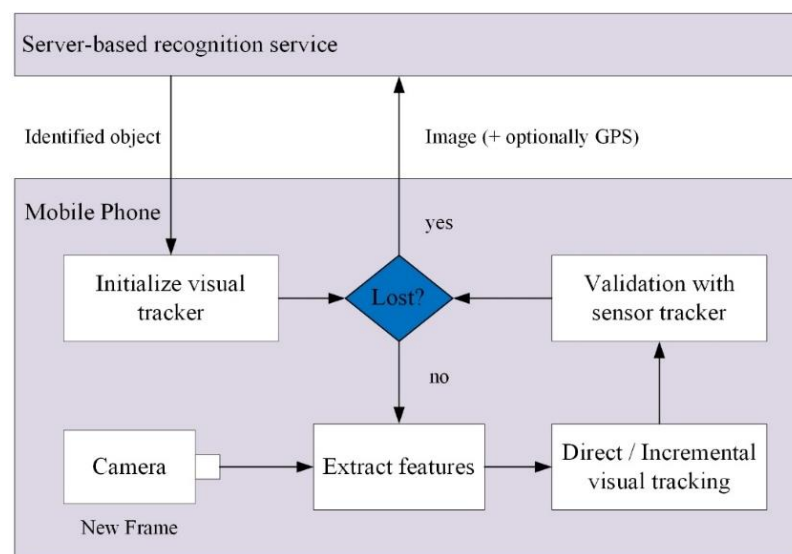 Server-based recognition service
Identified object
Image (+ optionally GPS)
Mobile Phone
yes
Initialize visual
tracker
Lost?
Validation with
sensor tracker
no
Camera
Extract features
Direct / Incremental
visual tracking
New Frame